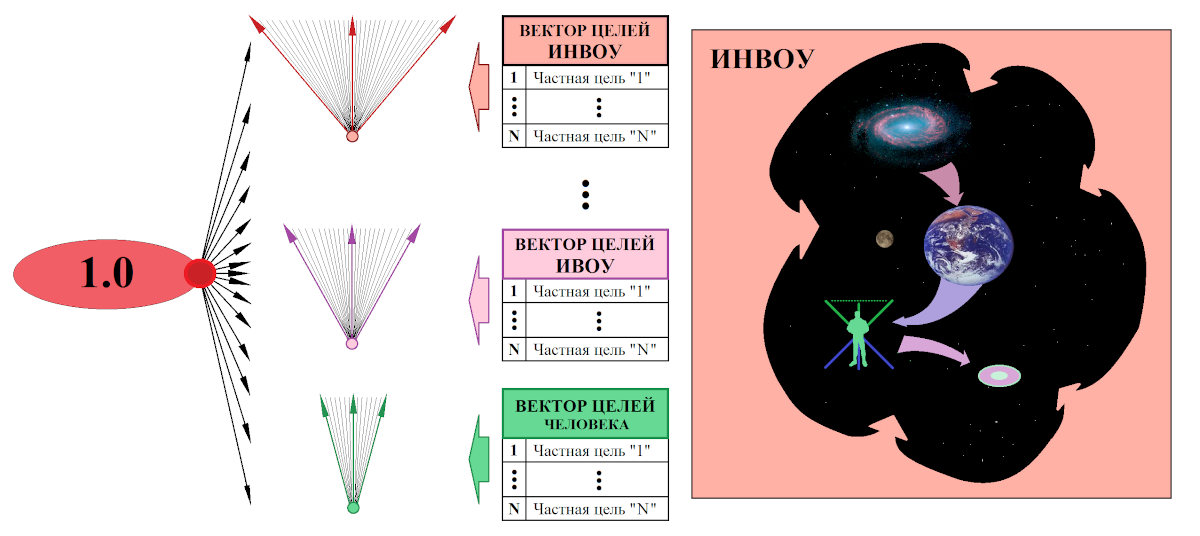 1.0
ВЕКТОР ЦЕЛЕЙ
ИНВОУ
1 Частная цель "1"
N Частная цель "N"
ВЕКТОР ЦЕЛЕЙ
ИВОУ
1 Частная цель "1"
N Частная цель "N"
ВЕКТОР ЦЕЛЕЙ
ЧЕЛОВЕКА
1 Частная цель "1"
N Частная цель "N"
ИНВОУ